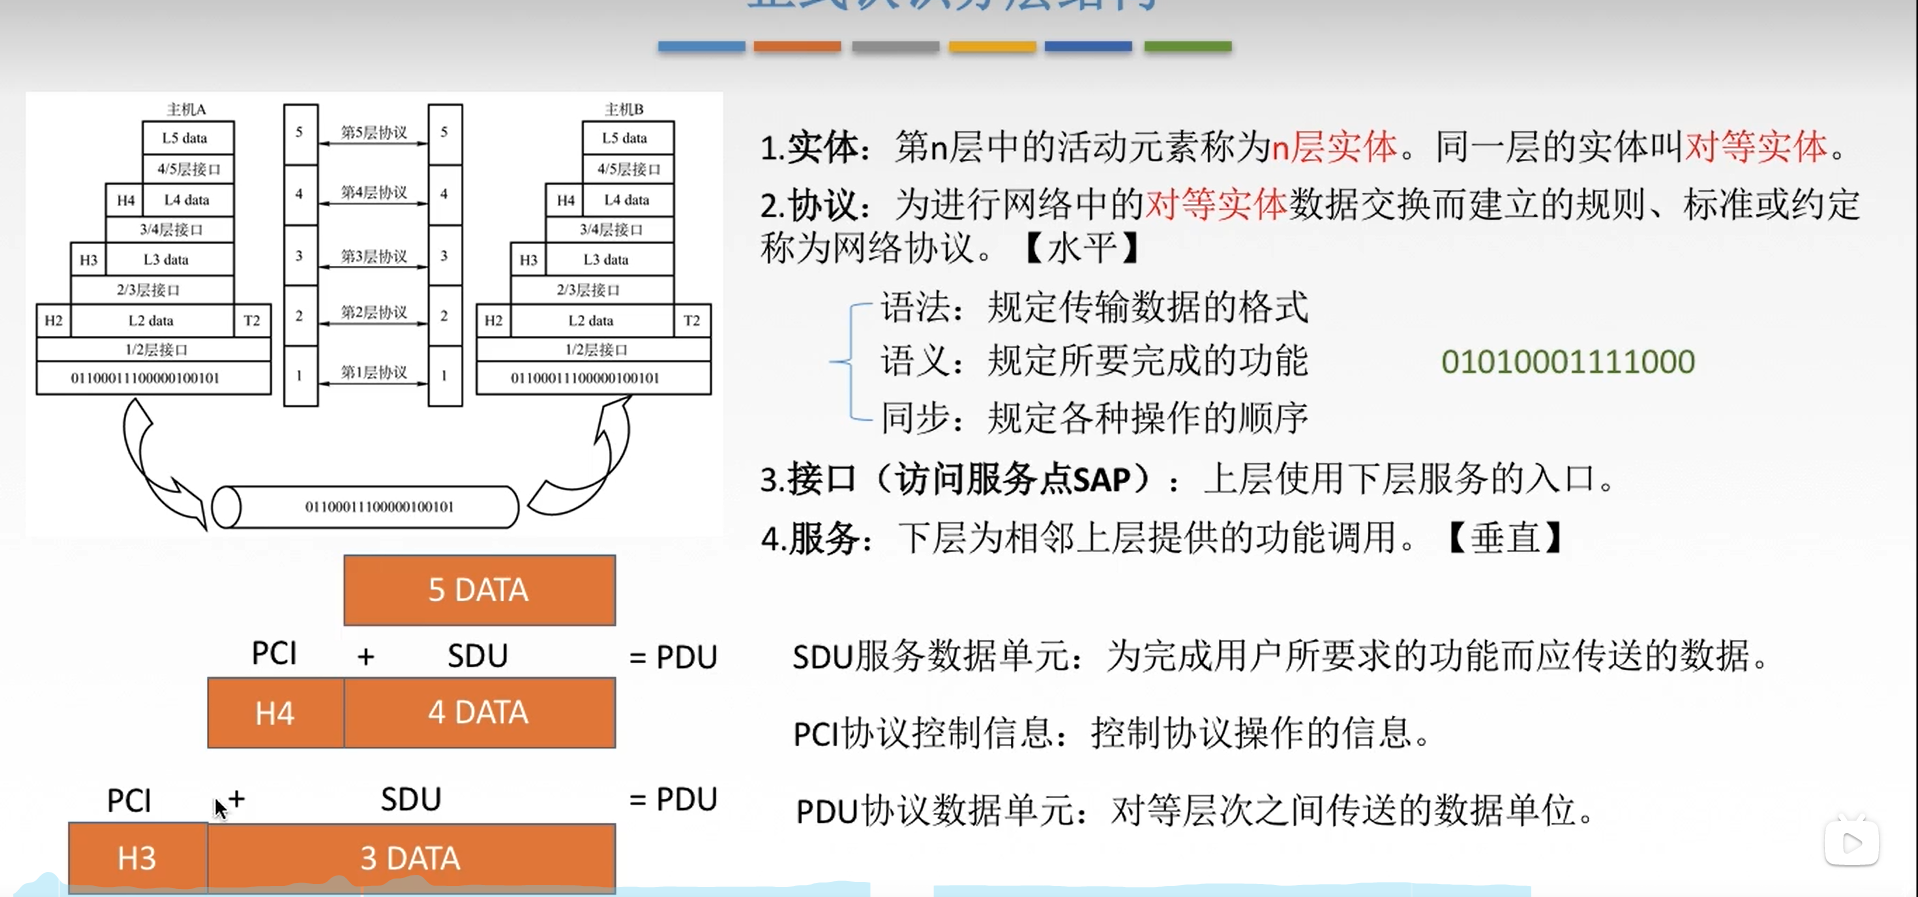 主机A
L5 data
4/5层接口
H4 L4 data
3/4层接口
H3 L3 data
2/3层接口
H2 L2 data T2
1/2层接口
01100011100000100101
5 第5层协议 5
4 第4层协议 4
3 第3层协议 3
2 第2层协议 2
1 第1层协议 1
主机B
L5 data
4/5层接口
H4 L4 data
3/4层接口
H3 L3 data
2/3层接口
H2 L2 data T2
1/2层接口
01100011100000100101
01100011100000100101
5 DATA
PCI + SDU = PDU
H4 4 DATA
PCI + SDU = PDU
H3 3 DATA
1.实体：第n层中的活动元素称为n层实体。同一层的实体叫对等实体。
2.协议：为进行网络中的对等实体数据交换而建立的规则、标准或约定
称为网络协议。【水平】
语法：规定传输数据的格式
语义：规定所要完成的功能
同步：规定各种操作的顺序
01010001111000
3.接口（访问服务点SAP）：上层使用下层服务的入口。
4.服务：下层为相邻上层提供的功能调用。【垂直】
SDU服务数据单元：为完成用户所要求的功能而应传送的数据。
PCI协议控制信息：控制协议操作的信息。
PDU协议数据单元：对等层次之间传送的数据单位。